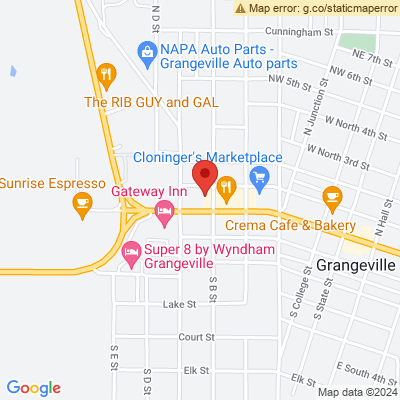 Map error: g.co/staticmaperror
Cunningham St
N D St
NE 7th St
NAPA Auto Parts -
Grangeville Auto parts
NW 6th St
NW 5th St
N Junction St
W North 4th St
The RIB GUY and GAL
W North 3rd St
Cloninger's Marketplace
Sunrise Espresso
Gateway Inn
N Hall St
Crema Cafe & Bakery
Super 8 by Wyndham
Grangeville
Grangeville
S B St
S College St
S State St
Lake St
Court St
S E St
S D St
Elk St
Elk St
E South 4th St
Google
Map data ©2024